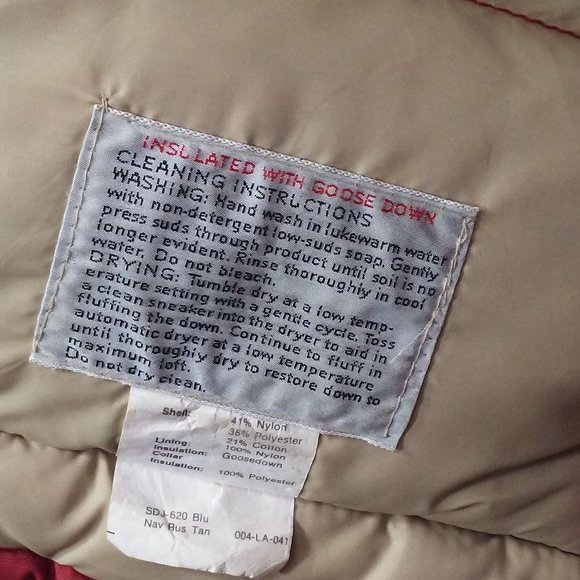 INSULATED WITH GOOSE DOWN
CLEANING INSTRUCTIONS
WASHING: Hand wash in lukewarm water
with non-detergent low-suds soap. Gently
press suds through product until soil is no
longer evident. Rinse thoroughly in cool
water. Do not bleach.
DRYING: Tumble dry at a low temp-
erature setting with a gentle cycle. Toss
a clean sneaker into the dryer to aid in
fluffing the down. Continue to fluff in
automatic dryer at a low temperature
until thoroughly dry to restore down to
maximum loft.
Do not dry clean.
Shell: 41% Nylon
38% Polyester
21% Cotton
Lining: 100% Nylon
Insulation: Goosedown
Collar
Insulation: 100% Polyester
SDJ-620 Blu
Nav Rus Tan 004-LA-041